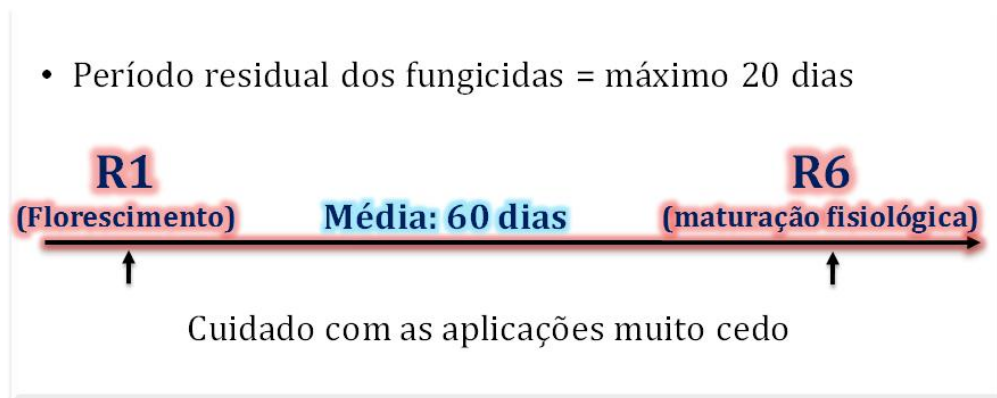 • Período residual dos fungicidas = máximo 20 dias
R1
(Florescimento)
Média: 60 dias
R6
(maturação fisiológica)
Cuidado com as aplicações muito cedo